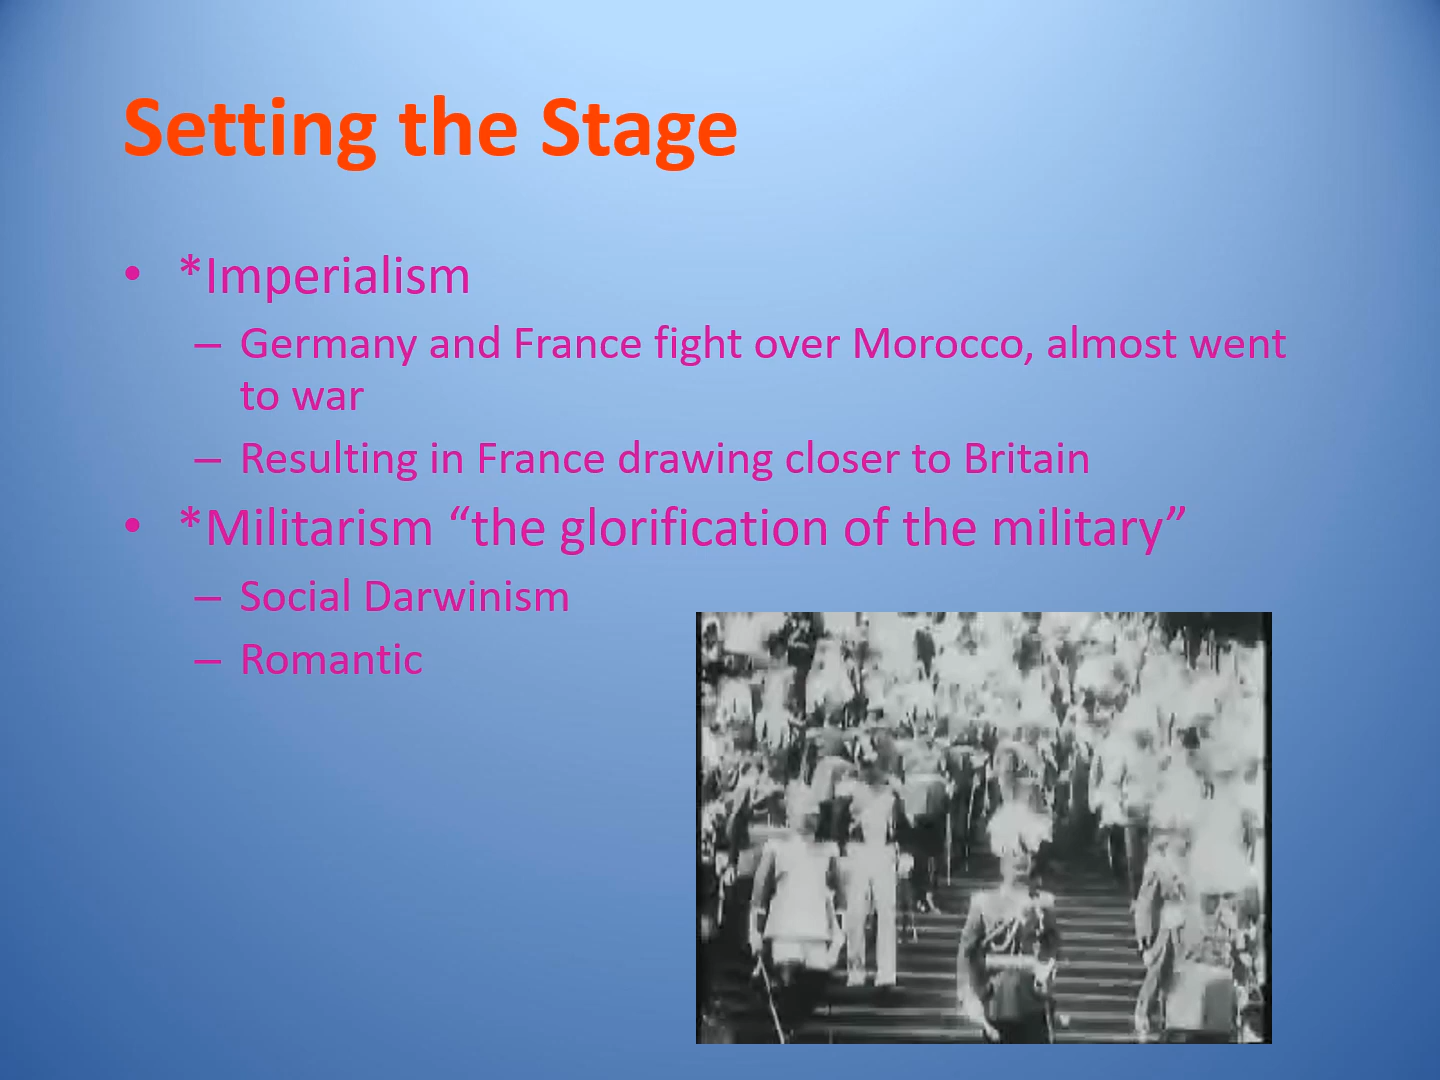 Setting the Stage
• *Imperialism
– Germany and France fight over Morocco, almost went
to war
– Resulting in France drawing closer to Britain
• *Militarism “the glorification of the military”
– Social Darwinism
– Romantic